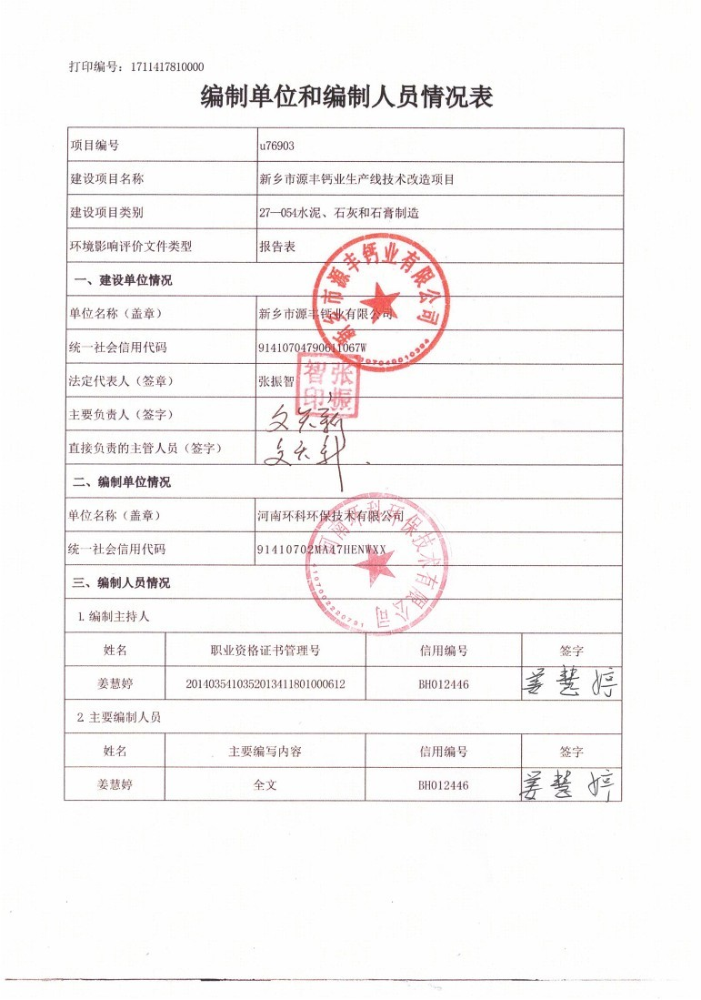 打印编号：1711417810000
编制单位和编制人员情况表
项目编号 u76903
建设项目名称 新乡市源丰钙业生产线技术改造项目
建设项目类别 27—054水泥、石灰和石膏制造
环境影响评价文件类型 报告表
一、建设单位情况
单位名称（盖章） 新乡市源丰钙业有限公司
统一社会信用代码 91410704790611067W
法定代表人（签章） 张振智
主要负责人（签字）
直接负责的主管人员（签字）
二、编制单位情况
单位名称（盖章） 河南环科环保技术有限公司
统一社会信用代码 91410702MA47HENWXX
三、编制人员情况
1. 编制主持人
姓名 职业资格证书管理号 信用编号 签字
姜慧婷 2014035410352013411801000612 BH012446 姜慧婷
2. 主要编制人员
姓名 主要编写内容 信用编号 签字
姜慧婷 全文 BH012446 姜慧婷
新乡市源丰钙业有限公司
4107040010394
张振智印
河南环科环保技术有限公司
4107002220701